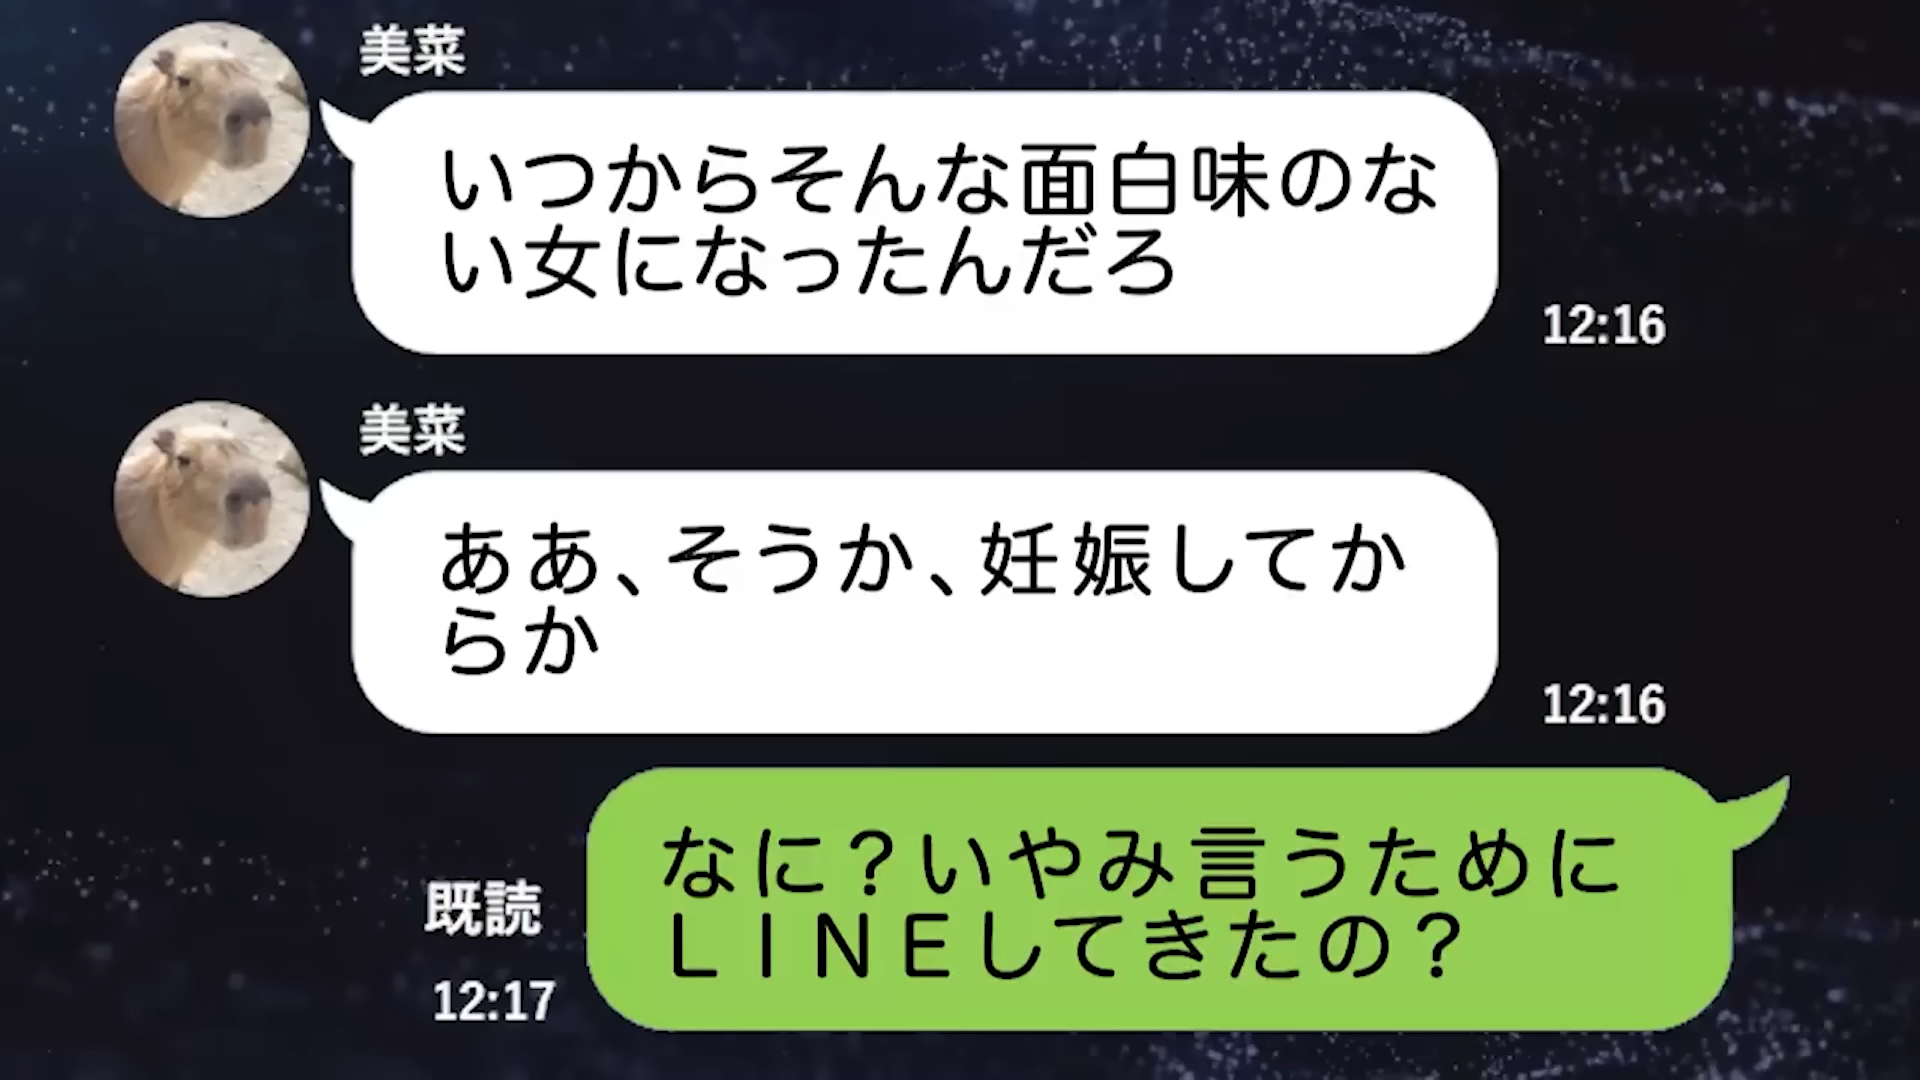 美菜
いつからそんな面白味のな
い女になったんだろ
12:16
美菜
ああ、そうか、妊娠してか
らか
12:16
なに？いやみ言うために
ＬＩＮＥしてきたの？
既読
12:17